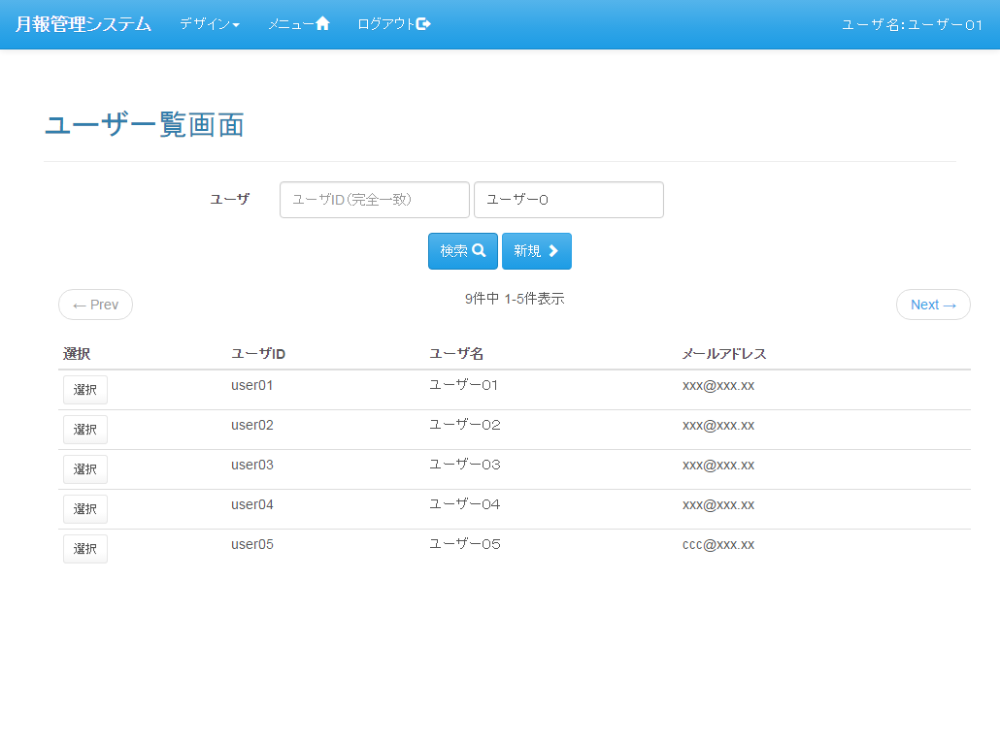 月報管理システム デザイン メニュー ログアウト ユーザ名:ユーザー01
ユーザ一覧画面
ユーザ ユーザID(完全一致) ユーザー0
検索 新規
← Prev 9件中 1-5件表示 Next →
選択 ユーザID ユーザ名 メールアドレス
選択 user01 ユーザー01 xxx@xxx.xx
選択 user02 ユーザー02 xxx@xxx.xx
選択 user03 ユーザー03 xxx@xxx.xx
選択 user04 ユーザー04 xxx@xxx.xx
選択 user05 ユーザー05 ccc@xxx.xx